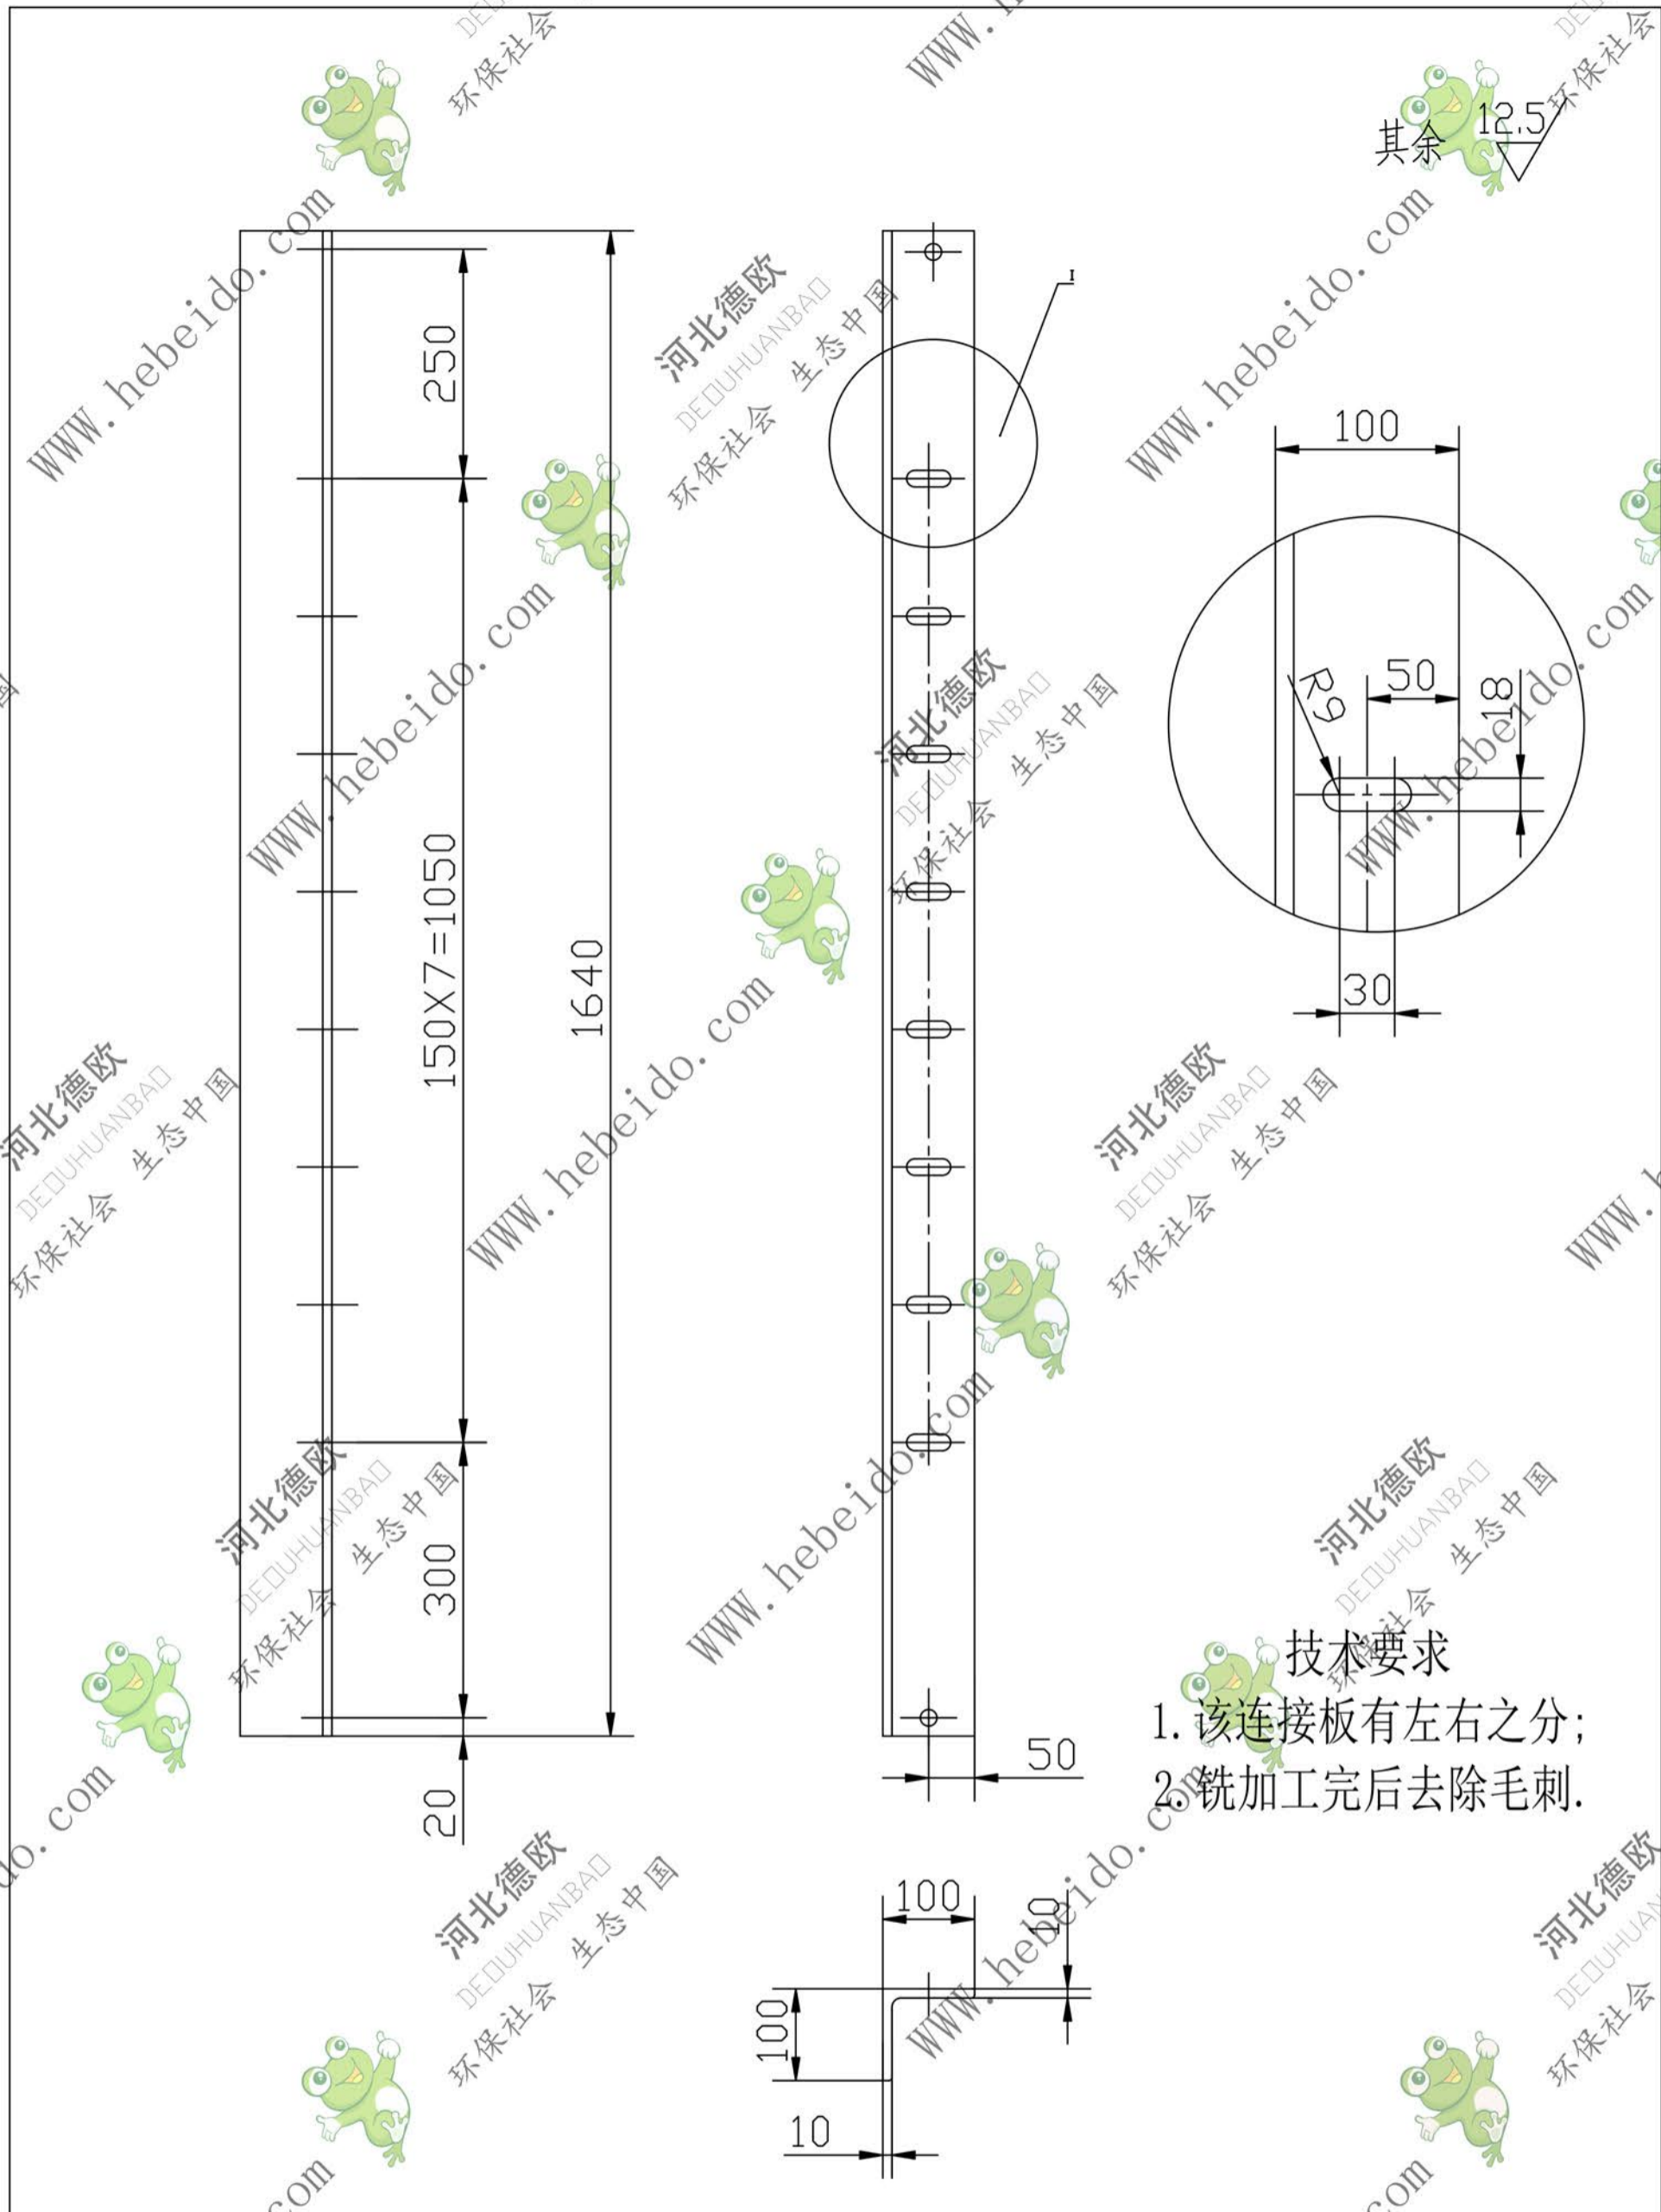 其余 12.5
I
250
150X7=1050
1640
300
20
50
100
R9
50
18
30
技术要求
1.该连接板有左右之分;
2.铣加工完后去除毛刺.
100
10
100
10
河北德欧
DEOUHUANBAO
环保社会 生态中国
WWW.hebeido.com